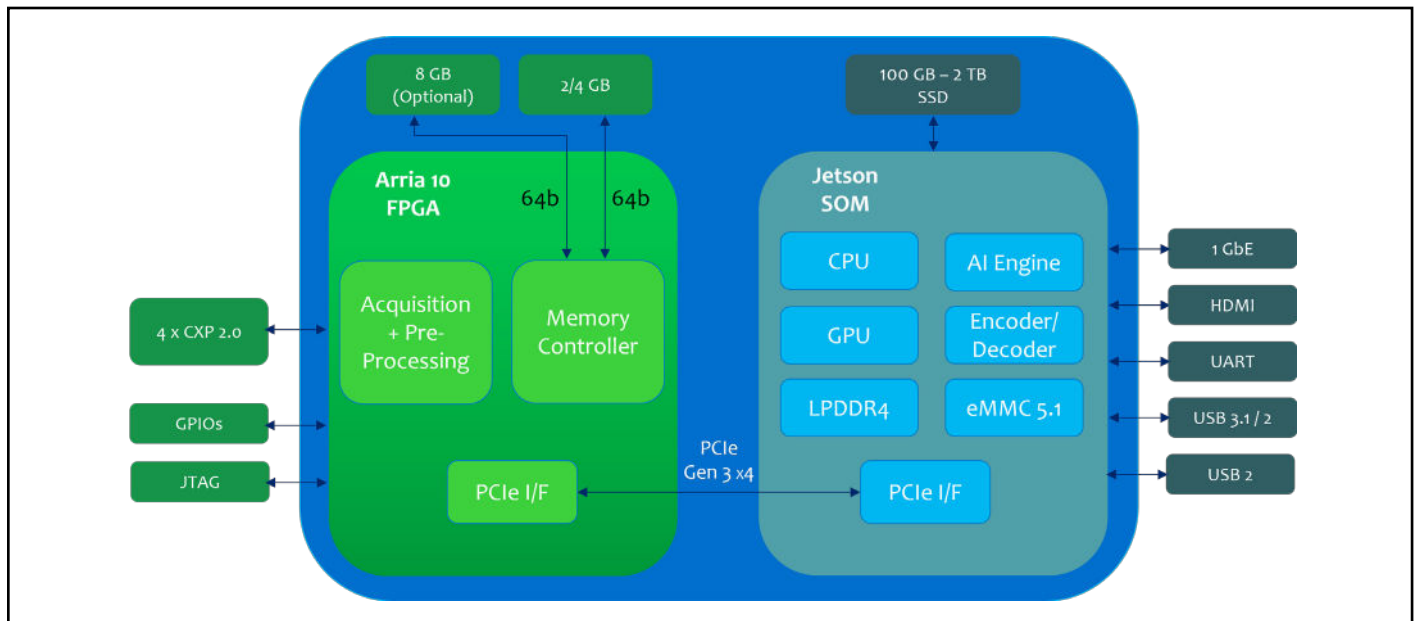 8 GB
(Optional)
2/4 GB
100 GB – 2 TB
SSD
Arria 10
FPGA
64b
64b
Jetson
SOM
CPU
AI Engine
1 GbE
Acquisition
+ Pre-
Processing
Memory
Controller
4 x CXP 2.0
GPU
Encoder/
Decoder
HDMI
UART
LPDDR4
eMMC 5.1
GPIOs
USB 3.1 / 2
PCIe
Gen 3 x4
JTAG
PCIe I/F
PCIe I/F
USB 2